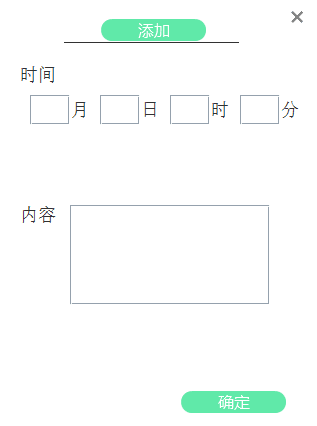 添加
时间
月 日 时 分
内容
确定